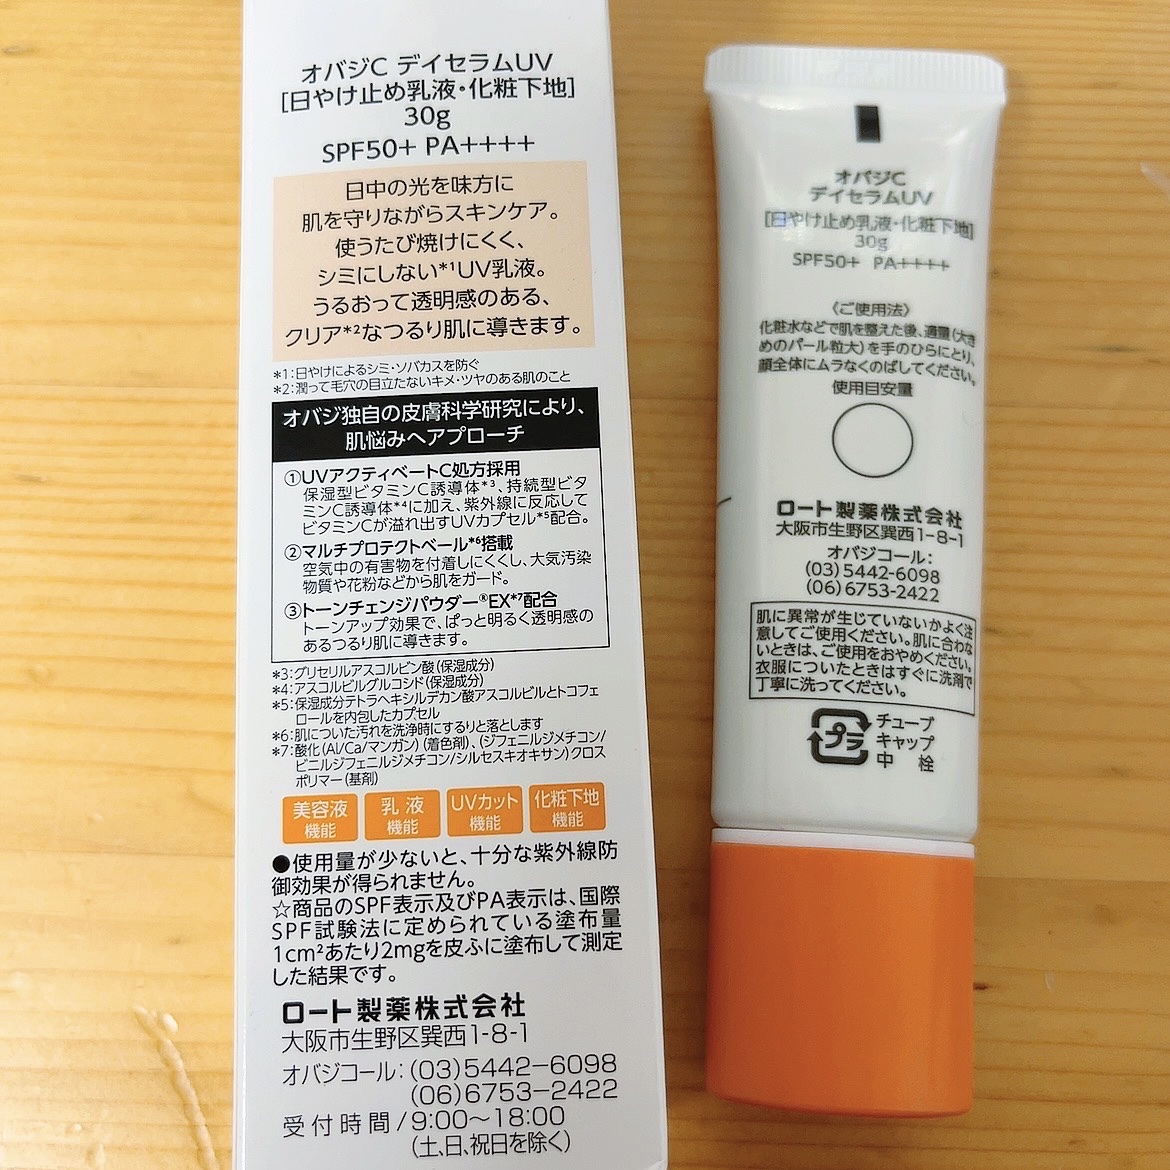 オバジC デイセラムUV
[日やけ止め乳液・化粧下地]
30g
SPF50+ PA++++
日中の光を味方に
肌を守りながらスキンケア。
使うたび焼けにくく、
シミにしない*1UV乳液。
うるおって透明感のある、
クリア*2なつるり肌に導きます。
*1:日やけによるシミ・ソバカスを防ぐ
*2:潤って毛穴の目立たないキメ・ツヤのある肌のこと
オバジ独自の皮膚科学研究により、
肌悩みへアプローチ
①UVアクティベートC処方採用
保湿型ビタミンC誘導体*3、持続型ビタ
ミンC誘導体*4に加え、紫外線に反応して
ビタミンCが溢れ出すUVカプセル*5配合。
②マルチプロテクトベール*6搭載
空気中の有害物を付着しにくくし、大気汚染
物質や花粉などから肌をガード。
③トーンチェンジパウダー®EX*7配合
トーンアップ効果で、ぱっと明るく透明感の
あるつるり肌に導きます。
*3:グリセリルアスコルビン酸(保湿成分)
*4:アスコルビルグルコシド(保湿成分)
*5:保湿成分テトラヘキシルデカン酸アスコルビルとトコフェ
ロールを内包したカプセル
*6:肌についた汚れを洗浄時にするりと落とします
*7:酸化(Al/Ca/マンガン)(着色剤)、(ジフェニルジメチコン/
ビニルジフェニルジメチコン/シルセスキオキサン)クロス
ポリマー(基剤)
美容液
機能
乳液
機能
UVカット
機能
化粧下地
機能
●使用量が少ないと、十分な紫外線防
御効果が得られません。
☆商品のSPF表示及びPA表示は、国際
SPF試験法に定められている塗布量
1cm²あたり2mgを皮ふに塗布して測定
した結果です。
ロート製薬株式会社
大阪市生野区巽西1-8-1
オバジコール:(03)5442-6098
(06)6753-2422
受付時間/9:00〜18:00
(土、日、祝日を除く)
オバジC
デイセラムUV
[日やけ止め乳液・化粧下地]
30g
SPF50+ PA++++
〈ご使用法〉
化粧水などで肌を整えた後、適量(大き
めのパール粒大)を手のひらにとり、
顔全体にムラなくのばしてください。
使用目安量
ロート製薬株式会社
大阪市生野区巽西1-8-1
オバジコール:
(03)5442-6098
(06)6753-2422
肌に異常が生じていないかよく注
意してご使用ください。肌に合わな
いときは、ご使用をおやめください。
衣服についたときはすぐに洗剤で
丁寧に洗ってください。
プラ
チューブ
キャップ
中栓